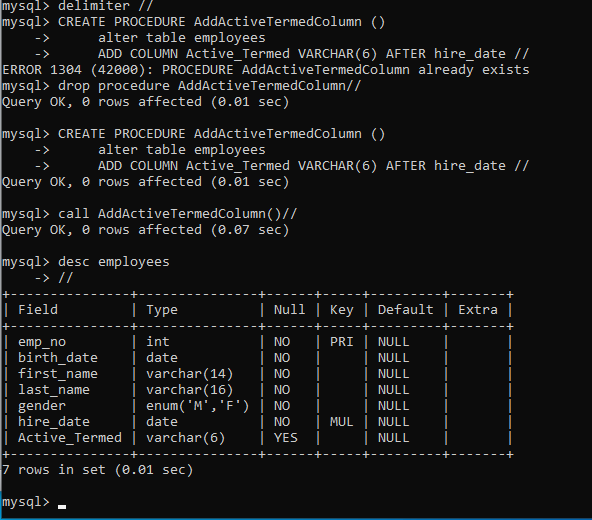 mysql> delimiter //
mysql> CREATE PROCEDURE AddActiveTermedColumn ()
    ->      alter table employees
    ->      ADD COLUMN Active_Termed VARCHAR(6) AFTER hire_date //
ERROR 1304 (42000): PROCEDURE AddActiveTermedColumn already exists
mysql> drop procedure AddActiveTermedColumn//
Query OK, 0 rows affected (0.01 sec)

mysql> CREATE PROCEDURE AddActiveTermedColumn ()
    ->      alter table employees
    ->      ADD COLUMN Active_Termed VARCHAR(6) AFTER hire_date //
Query OK, 0 rows affected (0.01 sec)

mysql> call AddActiveTermedColumn()//
Query OK, 0 rows affected (0.07 sec)

mysql> desc employees
    -> //
+---------------+---------------+------+-----+---------+-------+
| Field         | Type          | Null | Key | Default | Extra |
+---------------+---------------+------+-----+---------+-------+
| emp_no        | int           | NO   | PRI | NULL    |       |
| birth_date    | date          | NO   |     | NULL    |       |
| first_name    | varchar(14)   | NO   |     | NULL    |       |
| last_name     | varchar(16)   | NO   |     | NULL    |       |
| gender        | enum('M','F') | NO   |     | NULL    |       |
| hire_date     | date          | NO   | MUL | NULL    |       |
| Active_Termed | varchar(6)    | YES  |     | NULL    |       |
+---------------+---------------+------+-----+---------+-------+
7 rows in set (0.01 sec)

mysql>